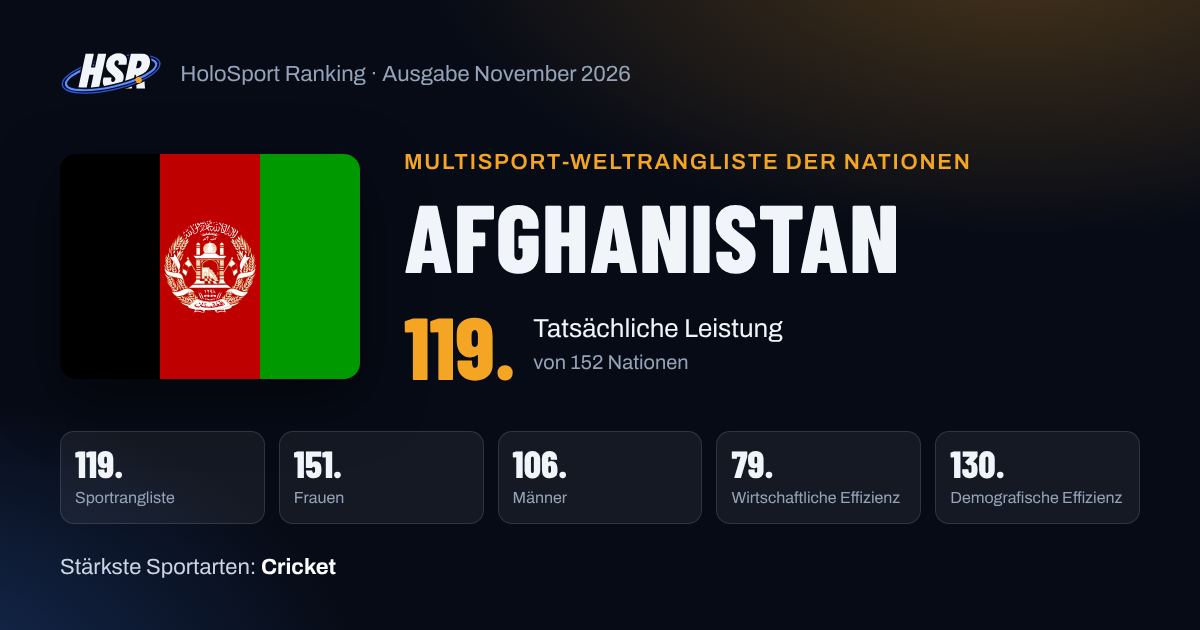 HSR
HoloSport Ranking · Ausgabe November 2026
MULTISPORT-WELTRANGLISTE DER NATIONEN
AFGHANISTAN
119.
Tatsächliche Leistung
von 152 Nationen
119.
Sportrangliste
151.
Frauen
106.
Männer
79.
Wirtschaftliche Effizienz
130.
Demografische Effizienz
Stärkste Sportarten: Cricket